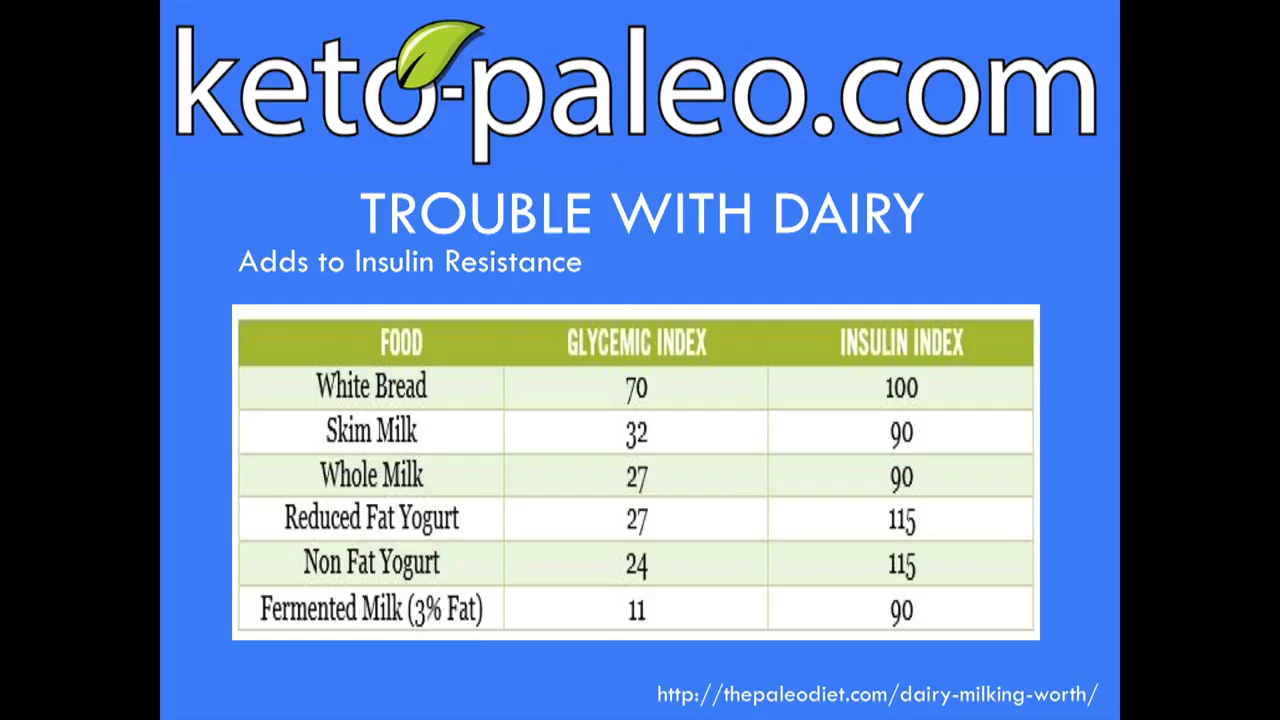 keto-paleo.com
TROUBLE WITH DAIRY
Adds to Insulin Resistance
FOOD GLYCEMIC INDEX INSULIN INDEX
White Bread 70 100
Skim Milk 32 90
Whole Milk 27 90
Reduced Fat Yogurt 27 115
Non Fat Yogurt 24 115
Fermented Milk (3% Fat) 11 90
http://thepaleodiet.com/dairy-milking-worth/